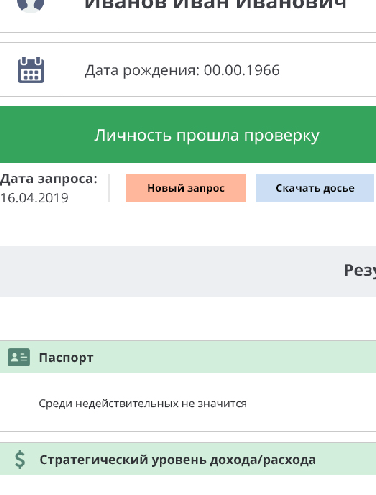 Иванов Иван Иванович
Дата рождения: 00.00.1966
Личность прошла проверку
Дата запроса:
16.04.2019
Новый запрос
Скачать досье
Паспорт
Среди недействительных не значится
Стратегический уровень дохода/расхода